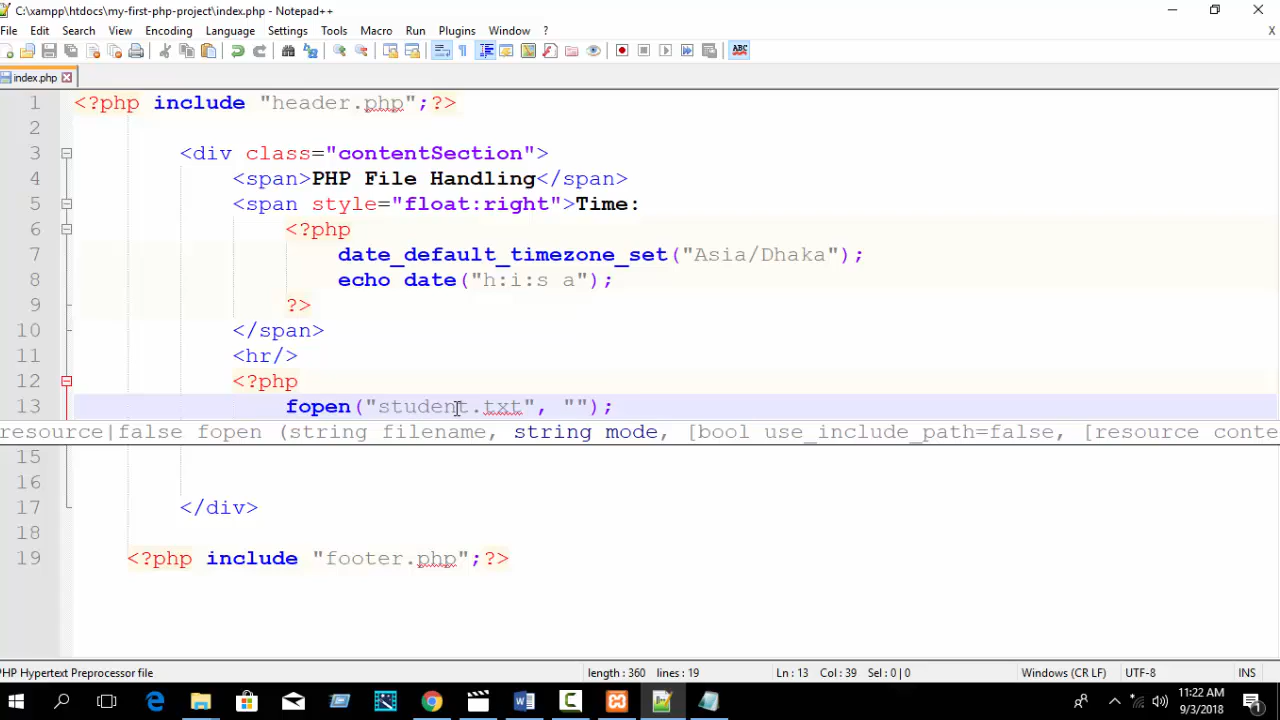 C:\xampp\htdocs\my-first-php-project\index.php - Notepad++
File Edit Search View Encoding Language Settings Tools Macro Run Plugins Window ? X
ABC
index.php
1 <?php include "header.php";?>
2
3 <div class="contentSection">
4 <span>PHP File Handling</span>
5 <span style="float:right">Time:
6 <?php
7 date_default_timezone_set("Asia/Dhaka");
8 echo date("h:i:s a");
9 ?>
10 </span>
11 <hr/>
12 <?php
13 fopen("student.txt", "");
resource|false fopen (string filename, string mode, [bool use_include_path=false, [resource conte
15
16
17 </div>
18
19 <?php include "footer.php";?>
PHP Hypertext Preprocessor file length : 360 lines : 19 Ln : 13 Col : 39 Sel : 0 | 0 Windows (CR LF) UTF-8 INS
11:22 AM
9/3/2018
1